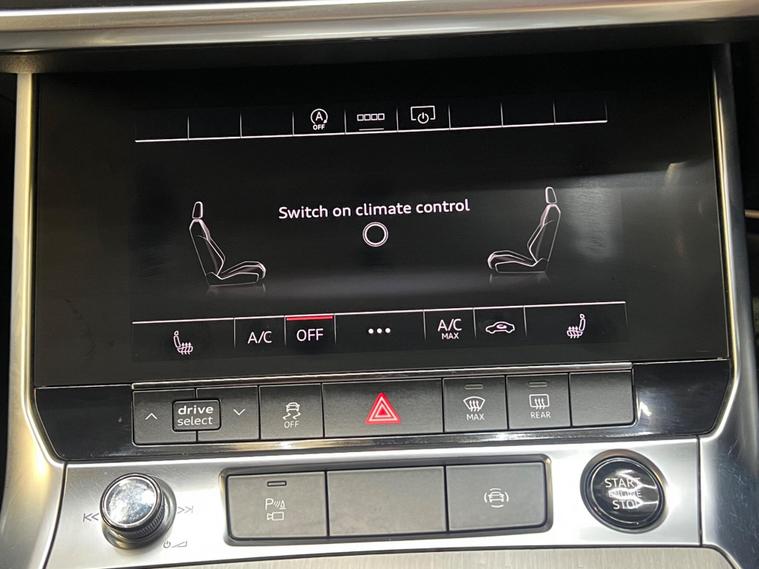 A
OFF
Switch on climate control
A/C
OFF
A/C
MAX
drive
select
OFF
MAX
REAR
P
START
ENGINE
STOP